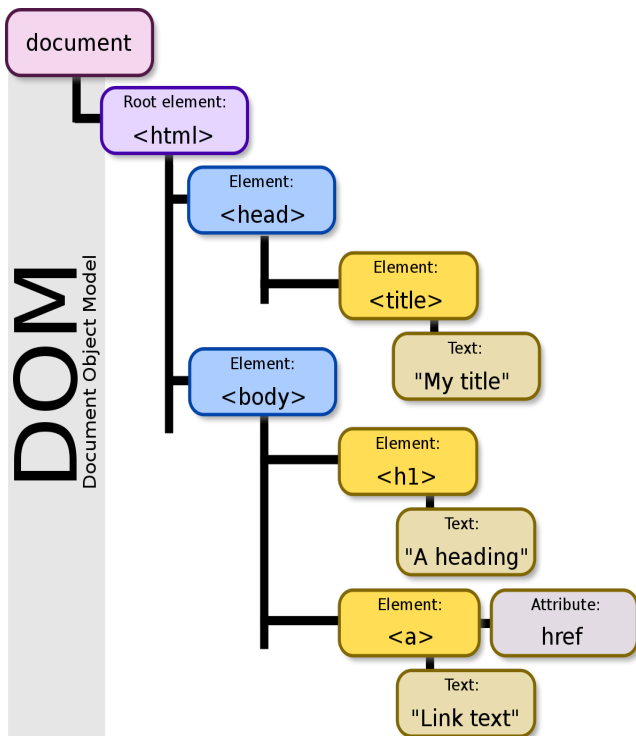 document
Root element:
<html>
Element:
<head>
Element:
<title>
Text:
"My title"
Element:
<body>
Element:
<h1>
Text:
"A heading"
Element:
<a>
Attribute:
href
Text:
"Link text"
DOM
Document Object Model